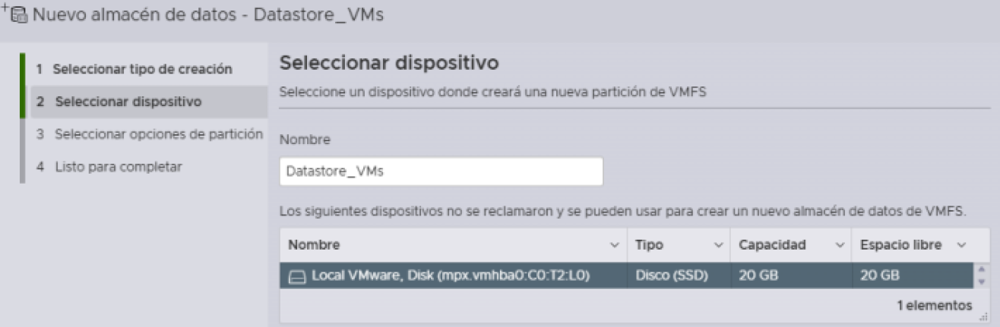 Nuevo almacén de datos - Datastore_VMs
1 Seleccionar tipo de creación
2 Seleccionar dispositivo
3 Seleccionar opciones de partición
4 Listo para completar
Seleccionar dispositivo
Seleccione un dispositivo donde creará una nueva partición de VMFS
Nombre
Datastore_VMs
Los siguientes dispositivos no se reclamaron y se pueden usar para crear un nuevo almacén de datos de VMFS.
Nombre Tipo Capacidad Espacio libre
Local VMware, Disk (mpx.vmhba0:C0:T2:L0) Disco (SSD) 20 GB 20 GB
1 elementos